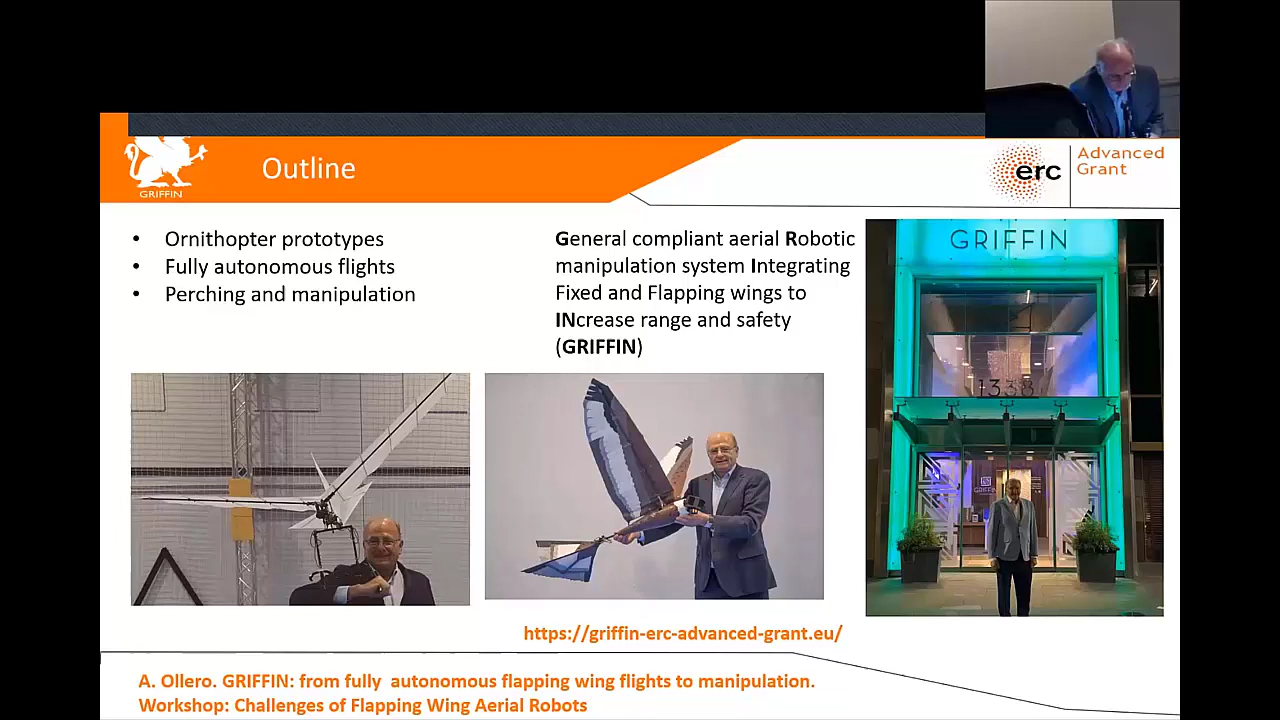 GRIFFIN
Outline
erc
Advanced
Grant
• Ornithopter prototypes
• Fully autonomous flights
• Perching and manipulation
General compliant aerial Robotic
manipulation system Integrating
Fixed and Flapping wings to
INcrease range and safety
(GRIFFIN)
GRIFFIN
1338
GRIFFIN
https://griffin-erc-advanced-grant.eu/
A. Ollero. GRIFFIN: from fully autonomous flapping wing flights to manipulation.
Workshop: Challenges of Flapping Wing Aerial Robots